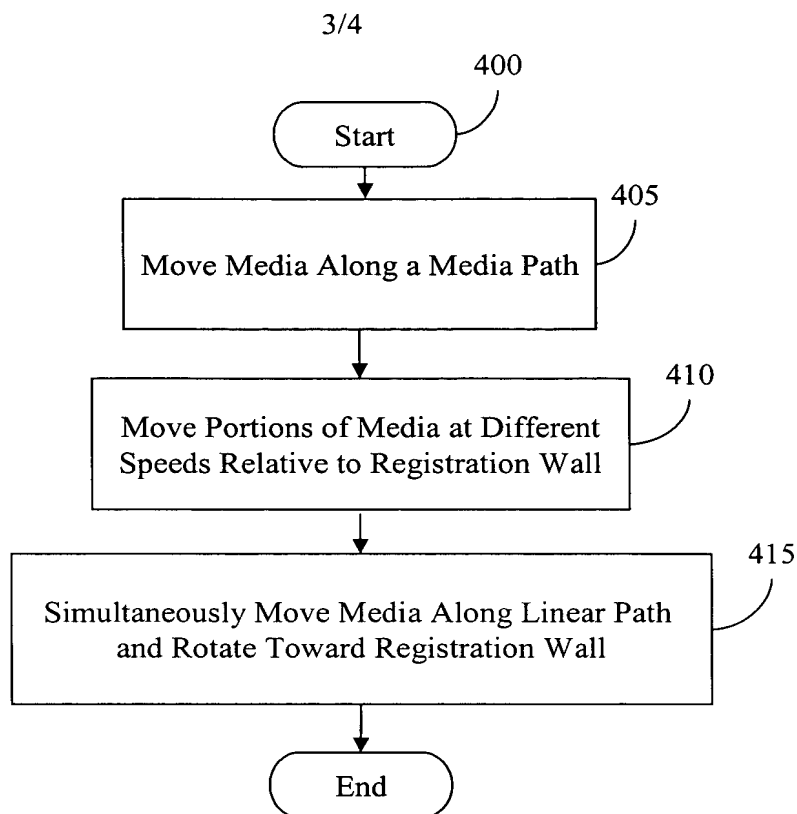 3/4
400
Start
405
Move Media Along a Media Path
410
Move Portions of Media at Different
Speeds Relative to Registration Wall
415
Simultaneously Move Media Along Linear Path
and Rotate Toward Registration Wall
End